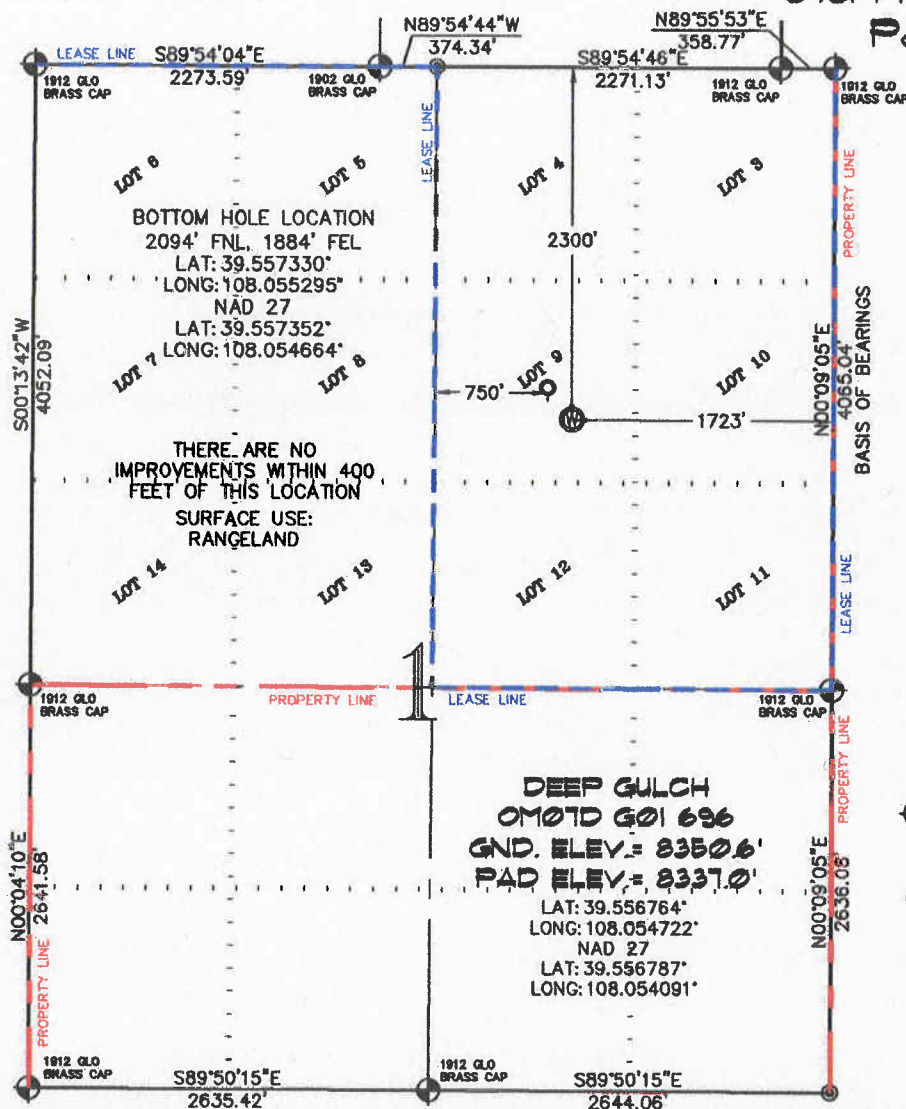 N89°54'44"W
374.34'
N89°55'53"E
358.77'
LEASE LINE
S89°54'04"E
2273.59'
S89°54'46"E
2271.13'
1912 GLO
BRASS CAP
1902 GLO
BRASS CAP
1912 GLO
BRASS CAP
1912 GLO
BRASS CAP
LOT 6
LOT 5
LEASE LINE
LOT 4
LOT 3
PROPERTY LINE
BOTTOM HOLE LOCATION
2094' FNL, 1884' FEL
LAT: 39.557330°
LONG: 108.055295°
NAD 27
LAT: 39.557352°
LONG: 108.054664°
2300'
S00°13'42"W
4052.09'
LOT 7
LOT 8
LOT 9
LOT 10
750'
W
1723'
N00°09'05"E
4065.04'
BASIS OF BEARINGS
THERE ARE NO
IMPROVEMENTS WITHIN 400
FEET OF THIS LOCATION
SURFACE USE:
RANGELAND
LOT 14
LOT 13
LOT 12
LOT 11
LEASE LINE
1912 GLO
BRASS CAP
PROPERTY LINE
1
LEASE LINE
1912 GLO
BRASS CAP
DEEP GULCH
OM07D G01 696
GND. ELEV.= 8350.6'
PAD ELEV.= 8337.0'
LAT: 39.556764°
LONG: 108.054722°
NAD 27
LAT: 39.556787°
LONG: 108.054091°
N00°04'10"E
2641.58'
PROPERTY LINE
PROPERTY LINE
N00°09'05"E
2636.08'
1912 GLO
BRASS CAP
1912 GLO
BRASS CAP
S89°50'15"E
2635.42'
S89°50'15"E
2644.06'